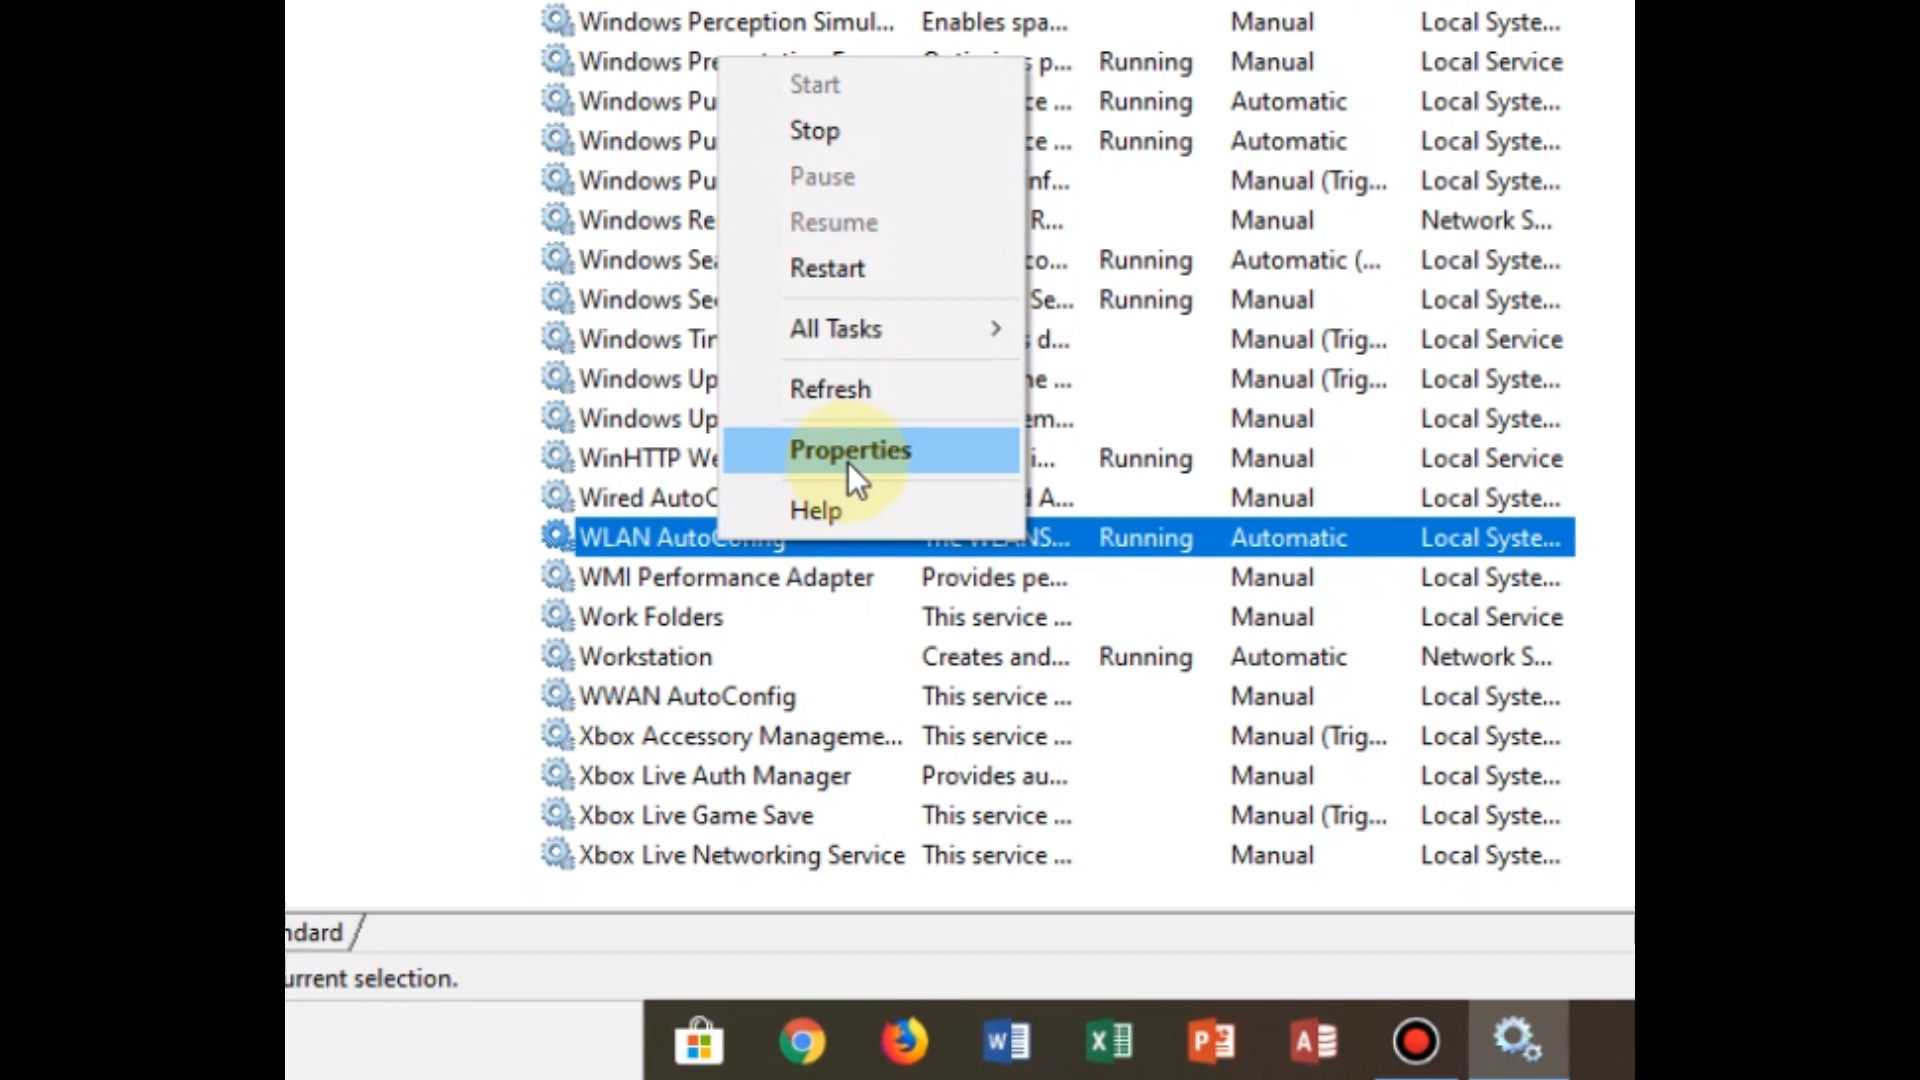 Windows Perception Simul... Enables spa... Manual Local Syste...
Windows Pre s p... Running Manual Local Service
Windows Pu ce ... Running Automatic Local Syste...
Windows Pu ce ... Running Automatic Local Syste...
Windows Pu nf... Manual (Trig... Local Syste...
Windows Re R... Manual Network S...
Windows Sea co... Running Automatic (... Local Syste...
Windows Sec Se... Running Manual Local Syste...
Windows Tim d... Manual (Trig... Local Service
Windows Up ne ... Manual (Trig... Local Syste...
Windows Up em... Manual Local Syste...
WinHTTP We i... Running Manual Local Service
Wired AutoC A... Manual Local Syste...
WLAN AutoConfig The WLANS... Running Automatic Local Syste...
WMI Performance Adapter Provides pe... Manual Local Syste...
Work Folders This service ... Manual Local Service
Workstation Creates and... Running Automatic Network S...
WWAN AutoConfig This service ... Manual Local Syste...
Xbox Accessory Manageme... This service ... Manual (Trig... Local Syste...
Xbox Live Auth Manager Provides au... Manual Local Syste...
Xbox Live Game Save This service ... Manual (Trig... Local Syste...
Xbox Live Networking Service This service ... Manual Local Syste...
Start
Stop
Pause
Resume
Restart
All Tasks
Refresh
Properties
Help
ndard
urrent selection.